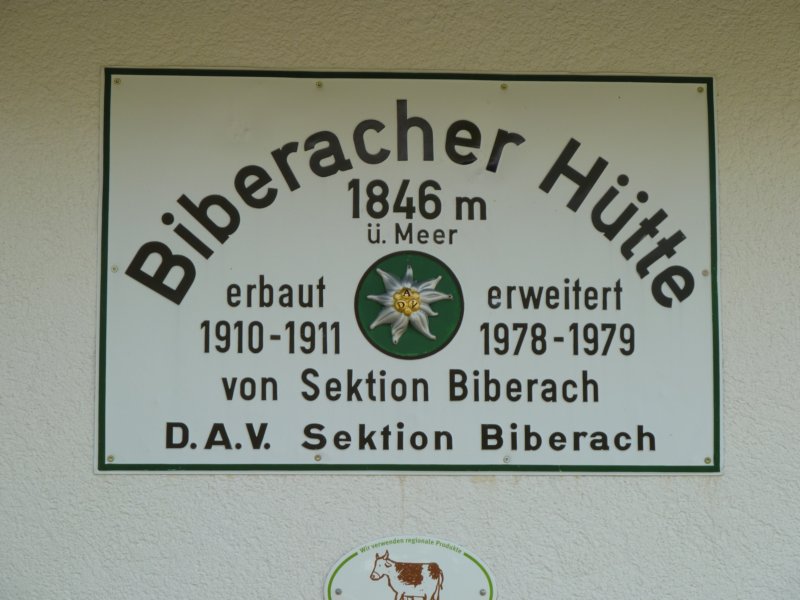 Biberacher Hütte
1846 m
ü. Meer
erbaut erweitert
1910-1911 1978-1979
A
D V
von Sektion Biberach
D.A.V. Sektion Biberach
Wir verwenden regionale Produkte